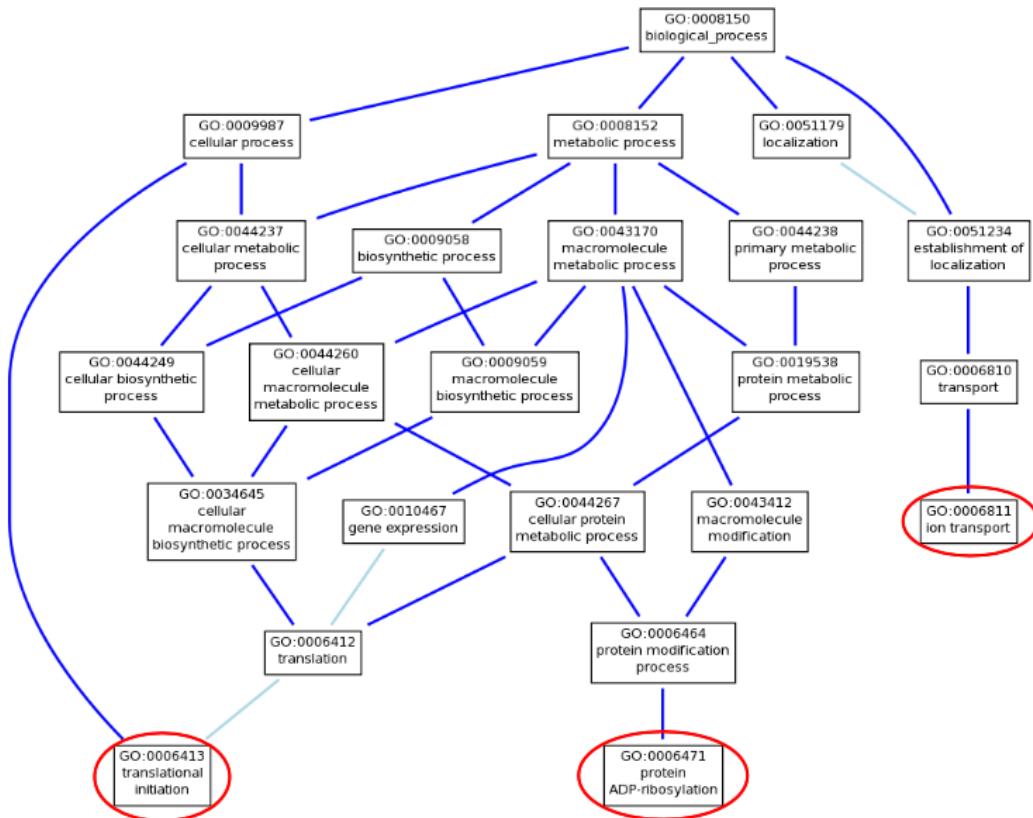 GO:0008150
biological_process
GO:0009987
cellular process
GO:0008152
metabolic process
GO:0051179
localization
GO:0044237
cellular metabolic
process
GO:0009058
biosynthetic process
GO:0043170
macromolecule
metabolic process
GO:0044238
primary metabolic
process
GO:0051234
establishment of
localization
GO:0044249
cellular biosynthetic
process
GO:0044260
cellular
macromolecule
metabolic process
GO:0009059
macromolecule
biosynthetic process
GO:0019538
protein metabolic
process
GO:0006810
transport
GO:0034645
cellular
macromolecule
biosynthetic process
GO:0010467
gene expression
GO:0044267
cellular protein
metabolic process
GO:0043412
macromolecule
modification
GO:0006811
ion transport
GO:0006412
translation
GO:0006464
protein modification
process
GO:0006413
translational
initiation
GO:0006471
protein
ADP-ribosylation